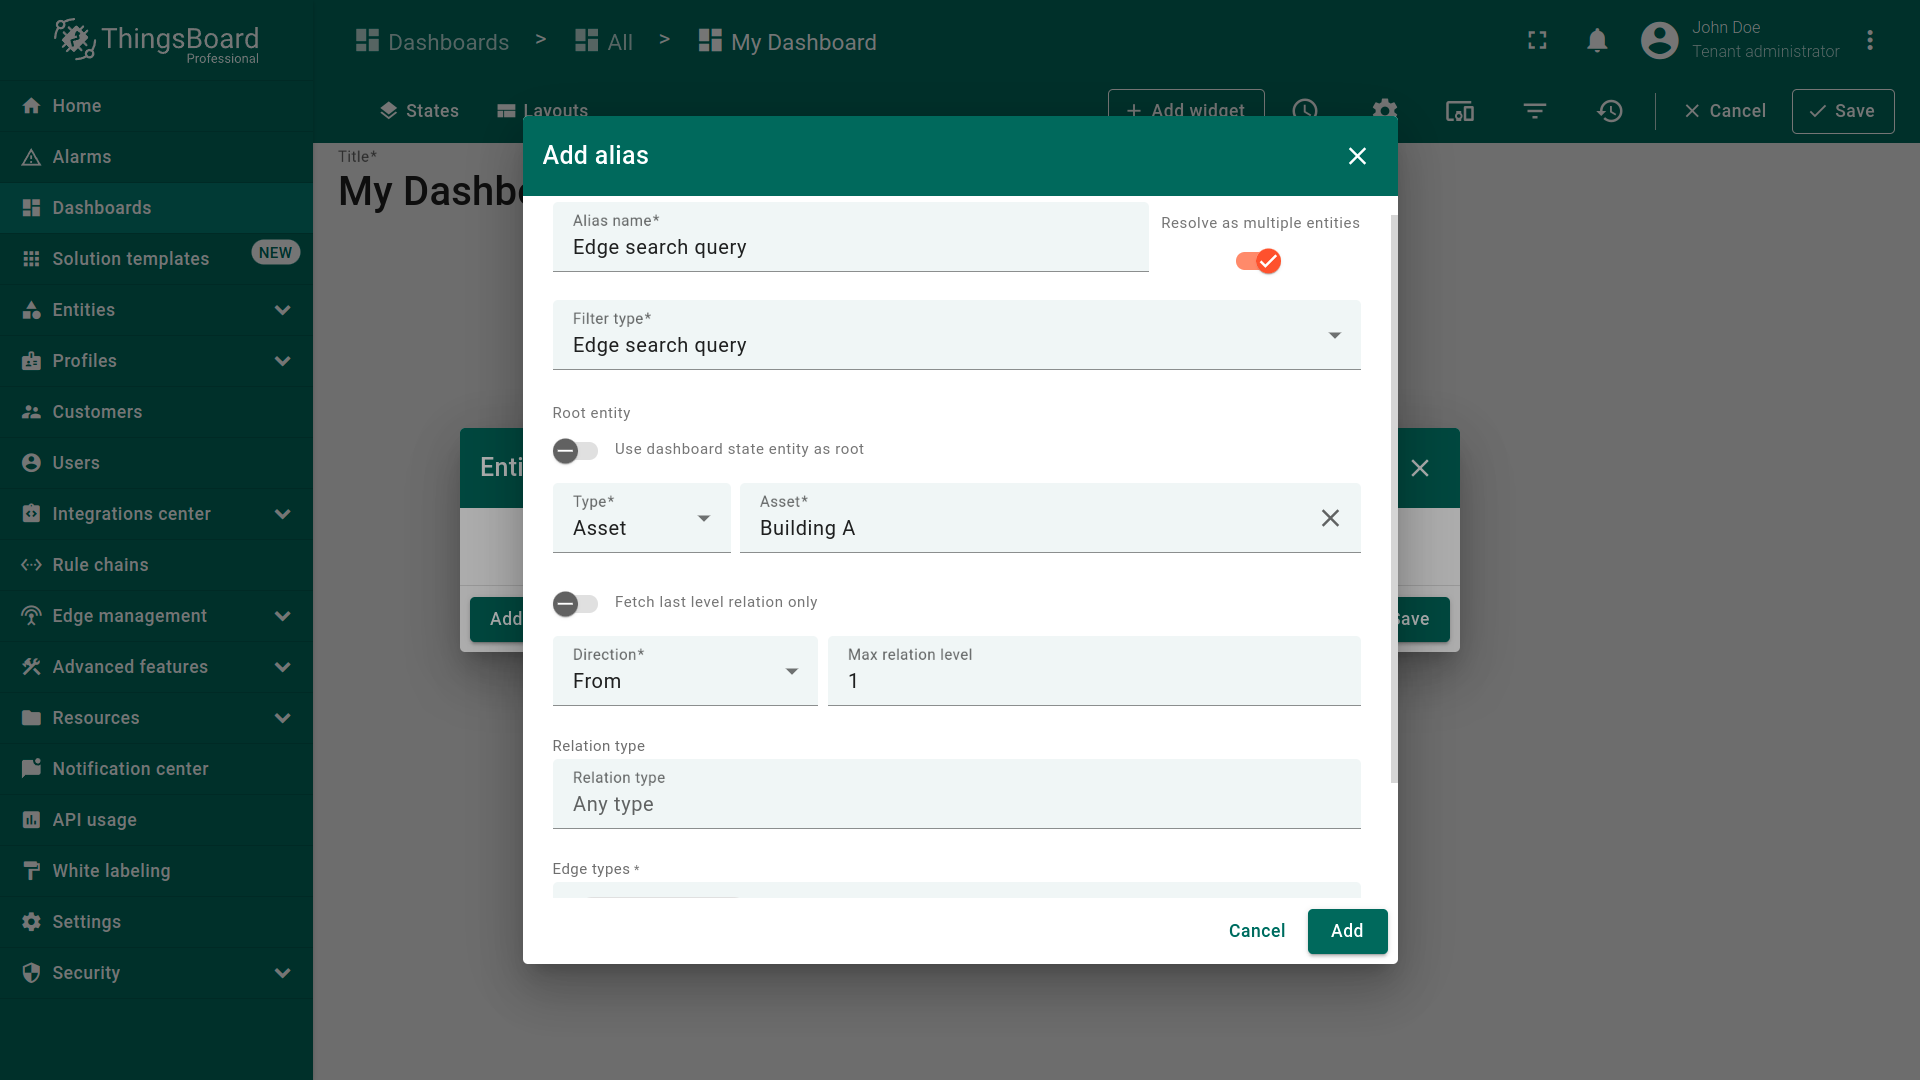 ThingsBoard
Professional
Dashboards > All > My Dashboard
John Doe
Tenant administrator
Home
Alarms
Dashboards
Solution templates NEW
Entities
Profiles
Customers
Users
Integrations center
Rule chains
Edge management
Advanced features
Resources
Notification center
API usage
White labeling
Settings
Security
States Layouts + Add widget Cancel Save
Title*
My Dashb
Enti
Add
Save
Add alias
Alias name*
Edge search query
Resolve as multiple entities
Filter type*
Edge search query
Root entity
Use dashboard state entity as root
Type*
Asset
Asset*
Building A
Fetch last level relation only
Direction*
From
Max relation level
1
Relation type
Relation type
Any type
Edge types *
Cancel Add